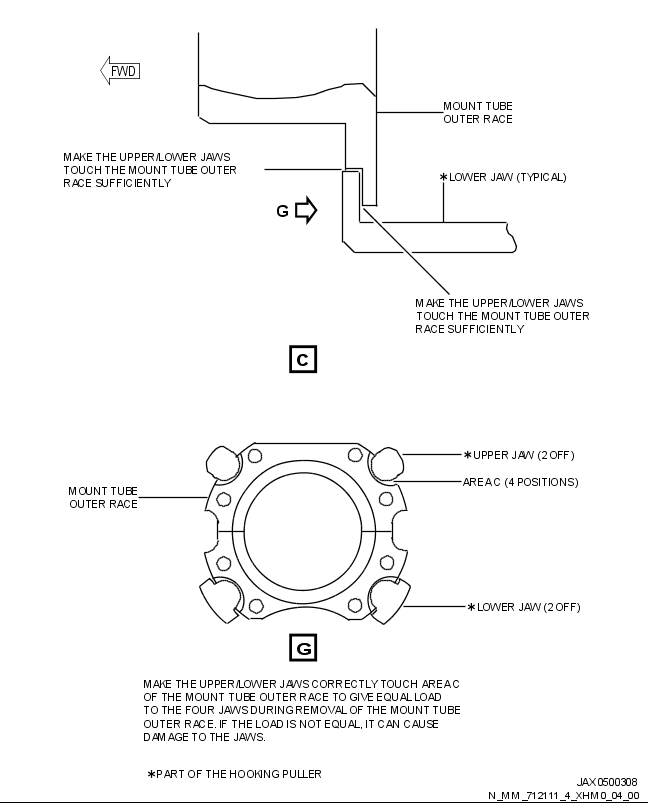 FWD
MOUNT TUBE
OUTER RACE
MAKE THE UPPER/LOWER JAWS
TOUCH THE MOUNT TUBE OUTER
RACE SUFFICIENTLY
*LOWER JAW (TYPICAL)
G
MAKE THE UPPER/LOWER JAWS
TOUCH THE MOUNT TUBE OUTER
RACE SUFFICIENTLY
C
*UPPER JAW (2 OFF)
AREA C (4 POSITIONS)
MOUNT TUBE
OUTER RACE
*LOWER JAW (2 OFF)
G
MAKE THE UPPER/LOWER JAWS CORRECTLY TOUCH AREA C
OF THE MOUNT TUBE OUTER RACE TO GIVE EQUAL LOAD
TO THE FOUR JAWS DURING REMOVAL OF THE MOUNT TUBE
OUTER RACE. IF THE LOAD IS NOT EQUAL, IT CAN CAUSE
DAMAGE TO THE JAWS.
*PART OF THE HOOKING PULLER
JAX0500308
N_MM_712111_4_XHM0_04_00